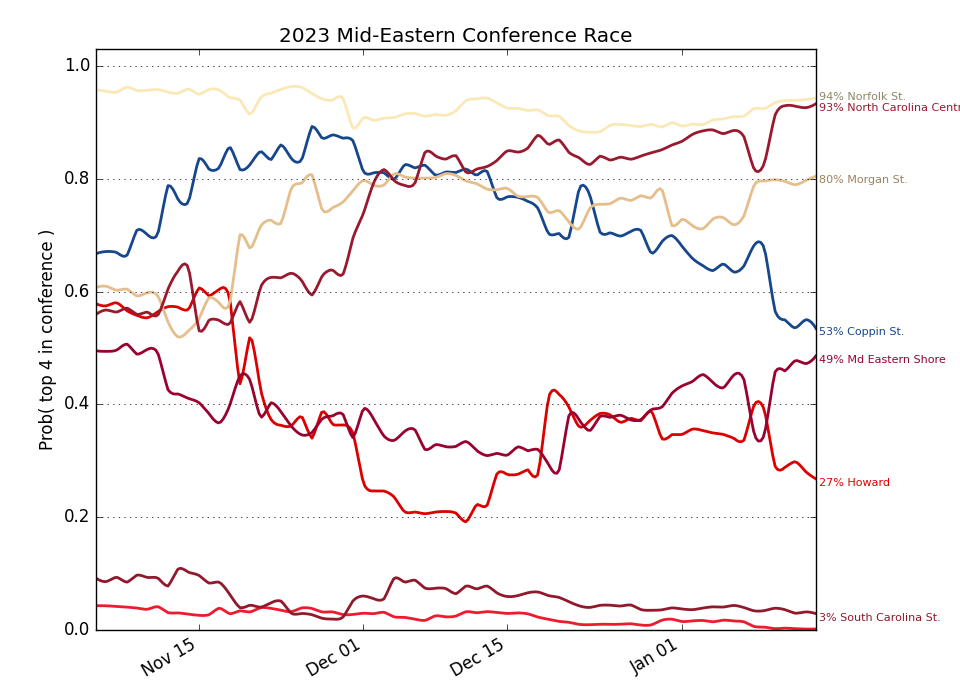 2023 Mid-Eastern Conference Race
Prob( top 4 in conference )
1.0
0.8
0.6
0.4
0.2
0.0
Nov 15
Dec 01
Dec 15
Jan 01
94% Norfolk St.
93% North Carolina Centr
80% Morgan St.
53% Coppin St.
49% Md Eastern Shore
27% Howard
3% South Carolina St.